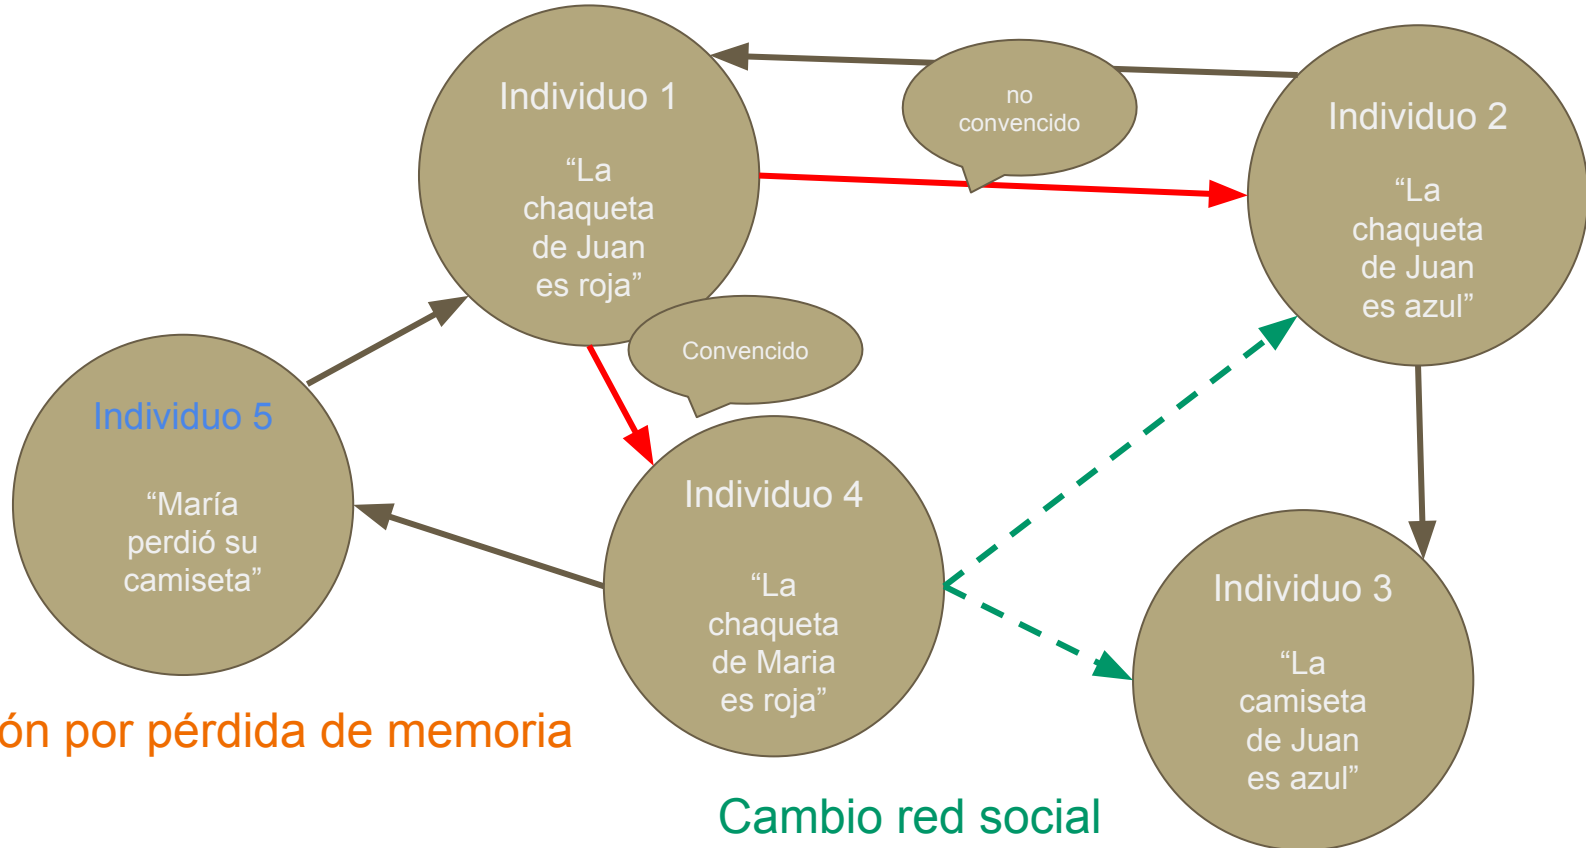 Individuo 1
“La
chaqueta
de Juan
es roja”
no
convencido
Individuo 2
“La
chaqueta
de Juan
es azul”
Convencido
Individuo 5
“María
perdió su
camiseta”
Individuo 4
“La
chaqueta
de Maria
es roja”
Individuo 3
“La
camiseta
de Juan
es azul”
ón por pérdida de memoria
Cambio red social